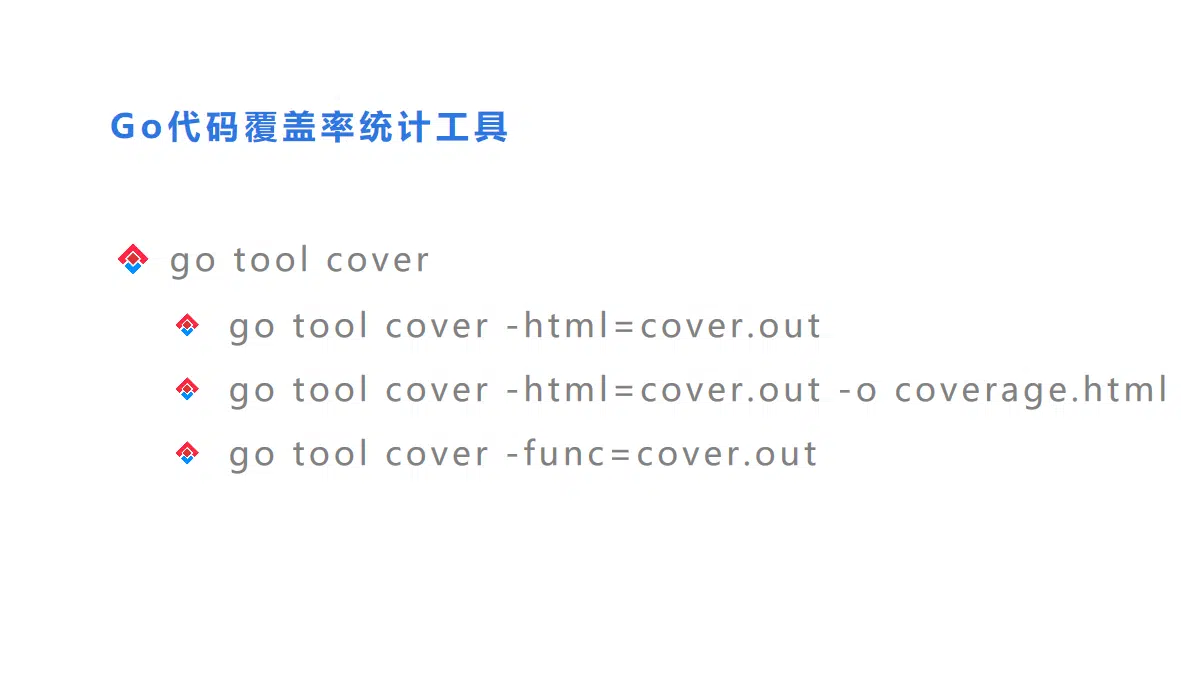 Go代码覆盖率统计工具
go tool cover
go tool cover -html=cover.out
go tool cover -html=cover.out -o coverage.html
go tool cover -func=cover.out